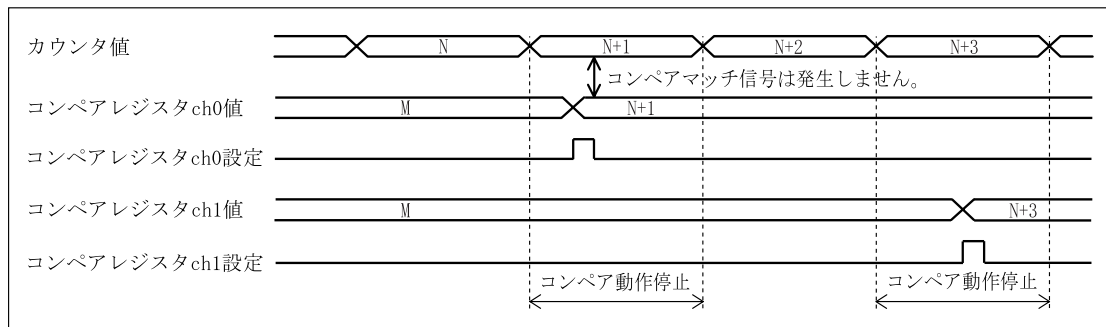 カウンタ値 N N+1 N+2 N+3
コンペアマッチ信号は発生しません。
コンペアレジスタch0値 M N+1
コンペアレジスタch0設定
コンペアレジスタch1値 M N+3
コンペアレジスタch1設定
コンペア動作停止 コンペア動作停止